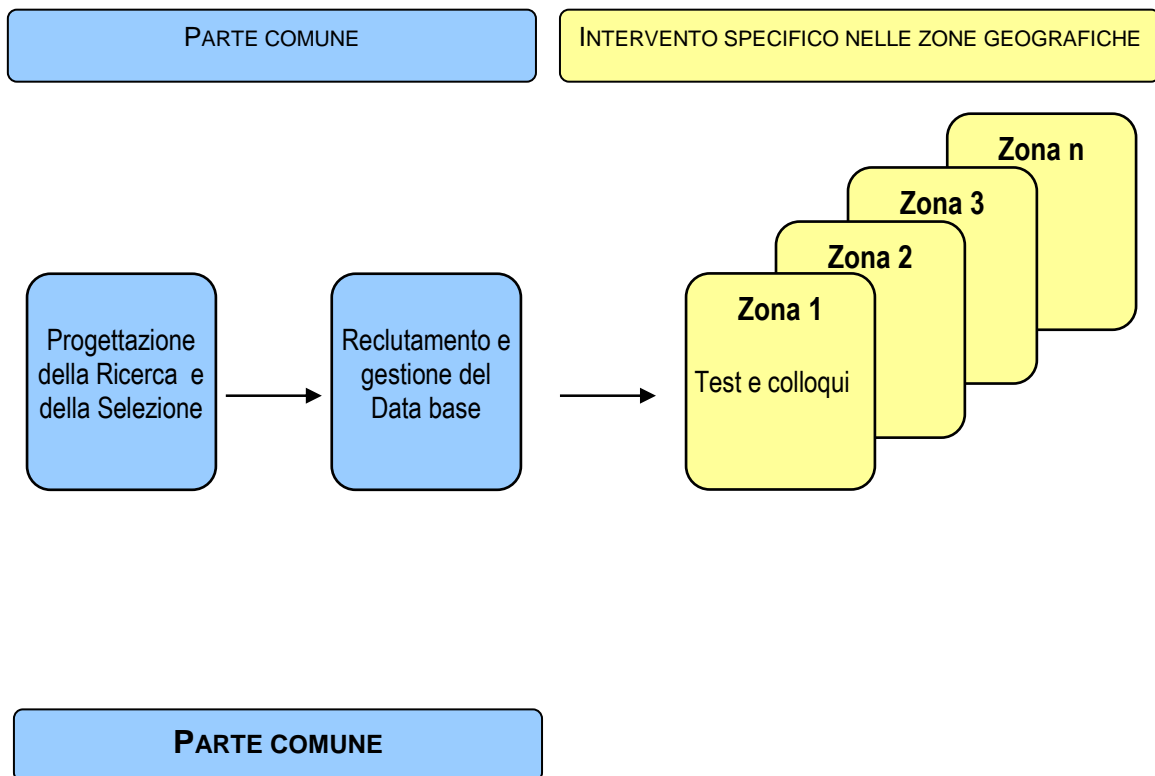 PARTE COMUNE
INTERVENTO SPECIFICO NELLE ZONE GEOGRAFICHE
Progettazione
della Ricerca e
della Selezione
Reclutamento e
gestione del
Data base
Zona 1
Test e colloqui
Zona 2
Zona 3
Zona n
PARTE COMUNE